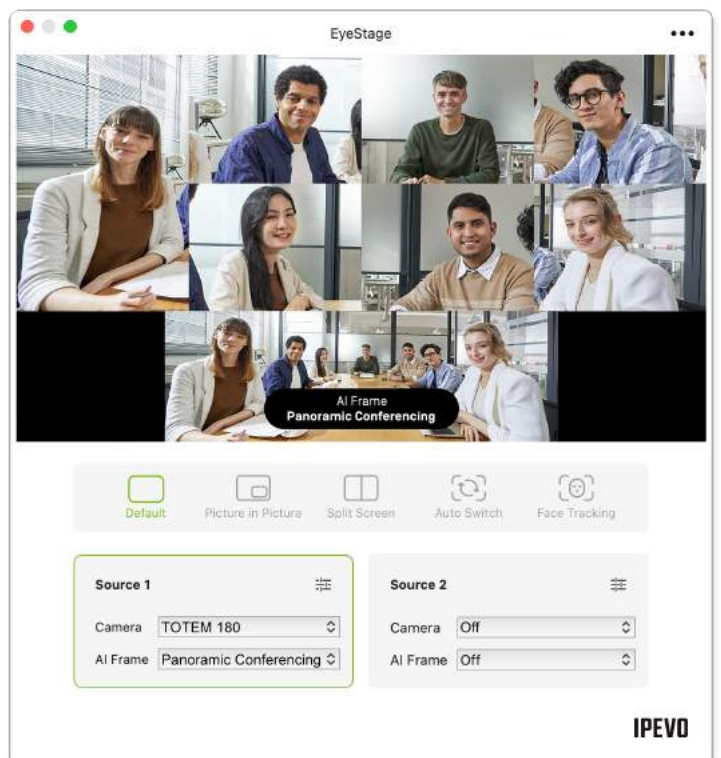 EyeStage
AI Frame
Panoramic Conferencing
Default Picture in Picture Split Screen Auto Switch Face Tracking
Source 1
Camera TOTEM 180
AI Frame Panoramic Conferencing
Source 2
Camera Off
AI Frame Off
IPEVO